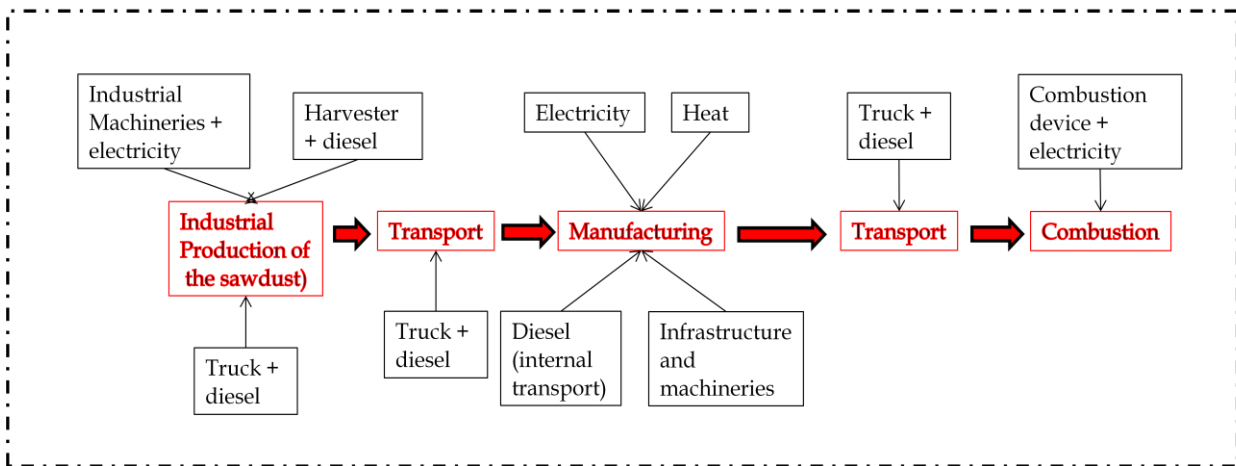 Industrial
Machineries +
electricity
Harvester
+ diesel
Electricity
Heat
Truck +
diesel
Combustion
device +
electricity
Industrial
Production of
the sawdust)
Transport
Manufacturing
Transport
Combustion
Truck +
diesel
Truck +
diesel
Diesel
(internal
transport)
Infrastructure
and
machineries